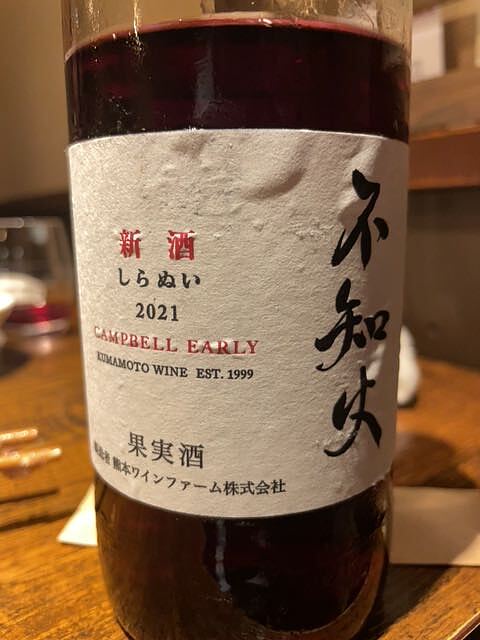 不知火
新酒
しらぬい
2021
CAMPBELL EARLY
KUMAMOTO WINE EST. 1999
果実酒
製造者 熊本ワインファーム株式会社